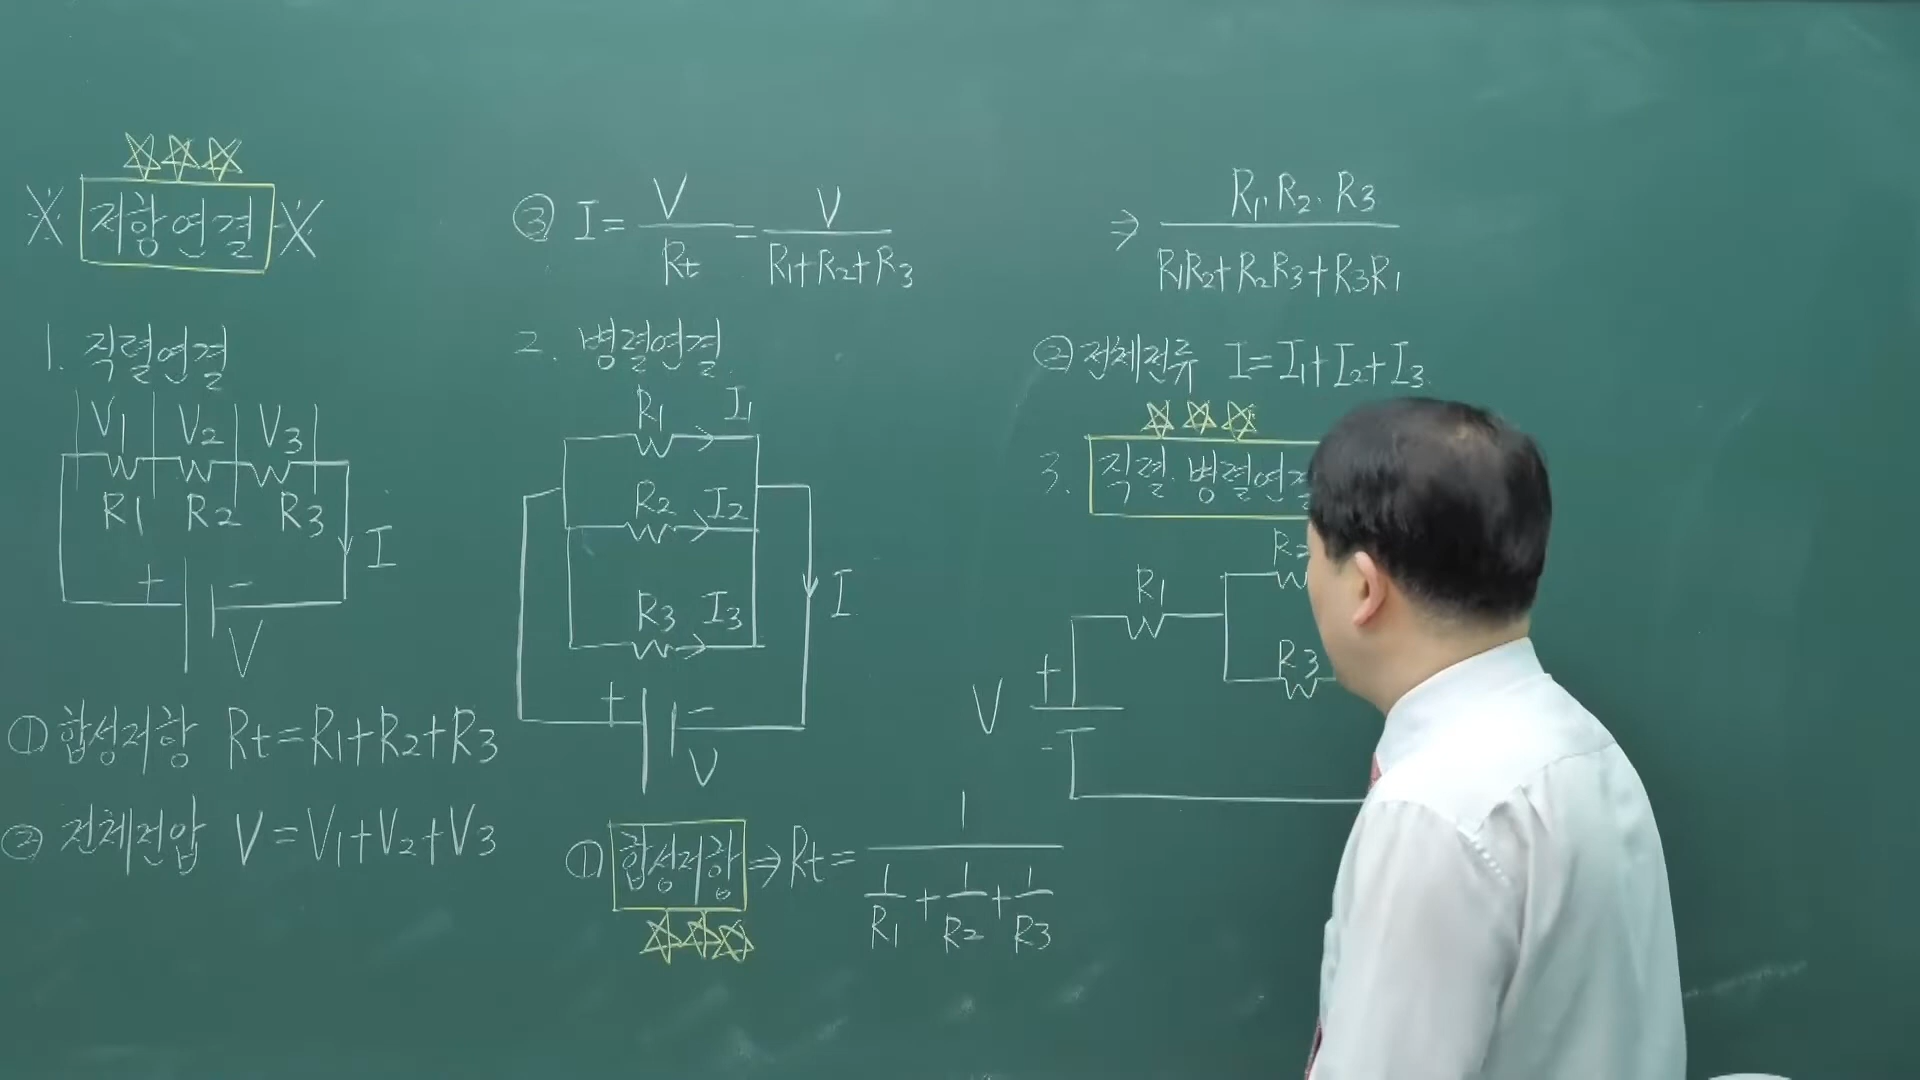 저항연결
1. 직렬연결
V1 V2 V3
R1 R2 R3
I
+ -
V
① 합성저항 Rt=R1+R2+R3
② 전체전압 V=V1+V2+V3
③ I=V/Rt=V/R1+R2+R3
2. 병렬연결
R1 I1
R2 I2
R3 I3
I
+ -
V
① 합성저항 ⇒ Rt=1/(1/R1+1/R2+1/R3)
⇒ R1·R2·R3/R1R2+R2R3+R3R1
② 전체전류 I=I1+I2+I3
3. 직렬·병렬연
R1
R3
V
+
-